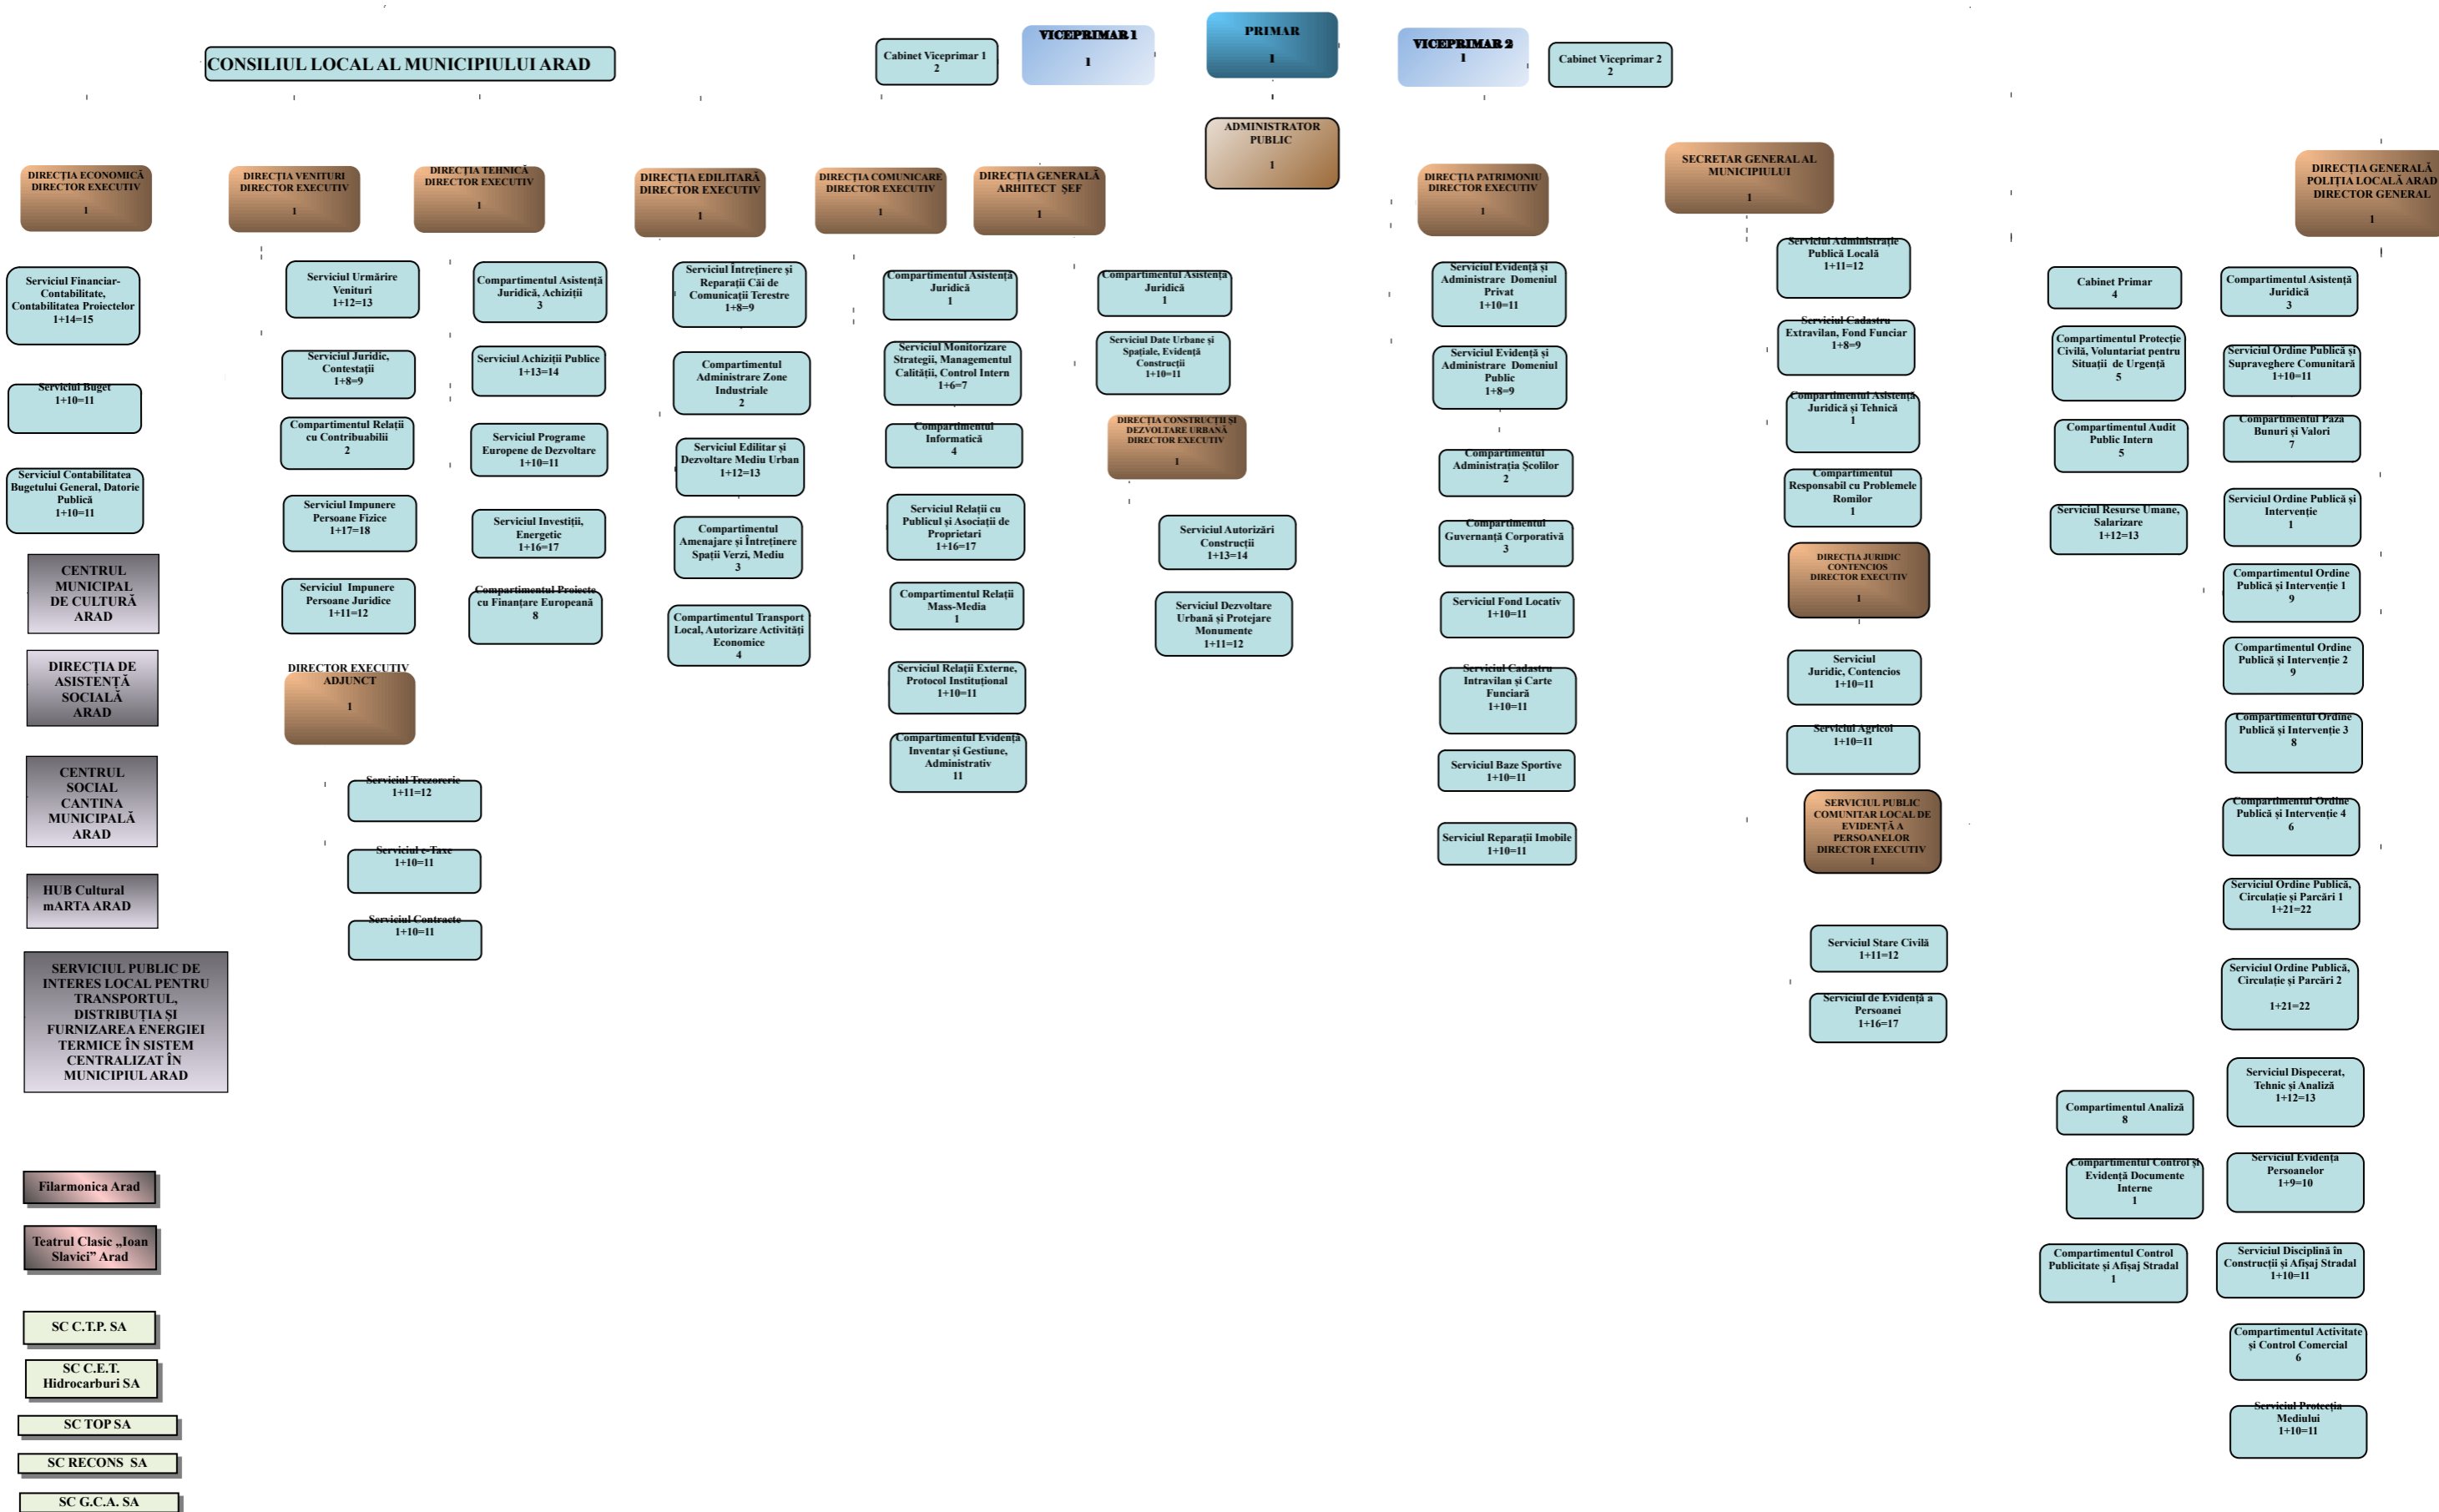 CONSILIUL LOCAL AL MUNICIPIULUI ARAD
Cabinet Viceprimar 1
2
VICEPRIMAR 1
1
PRIMAR
1
VICEPRIMAR 2
1
Cabinet Viceprimar 2
2
ADMINISTRATOR
PUBLIC
1
DIRECȚIA ECONOMICĂ
DIRECTOR EXECUTIV
1
Serviciul Financiar-
Contabilitate,
Contabilitatea Proiectelor
1+14=15
Serviciul Buget
1+10=11
Serviciul Contabilitatea
Bugetului General, Datorie
Publică
1+10=11
CENTRUL
MUNICIPAL
DE CULTURĂ
ARAD
DIRECȚIA DE
ASISTENȚĂ
SOCIALĂ
ARAD
CENTRUL
SOCIAL
CANTINA
MUNICIPALĂ
ARAD
HUB Cultural
mARTA ARAD
SERVICIUL PUBLIC DE
INTERES LOCAL PENTRU
TRANSPORTUL,
DISTRIBUȚIA ȘI
FURNIZAREA ENERGIEI
TERMICE ÎN SISTEM
CENTRALIZAT ÎN
MUNICIPIUL ARAD
Filarmonica Arad
Teatrul Clasic „Ioan
Slavici” Arad
SC C.T.P. SA
SC C.E.T.
Hidrocarburi SA
SC TOP SA
SC RECONS SA
SC G.C.A. SA
DIRECȚIA VENITURI
DIRECTOR EXECUTIV
1
Serviciul Urmărire
Venituri
1+12=13
Serviciul Juridic,
Contestații
1+8=9
Compartimentul Relații
cu Contribuabilii
2
Serviciul Impunere
Persoane Fizice
1+17=18
Serviciul Impunere
Persoane Juridice
1+11=12
DIRECTOR EXECUTIV
ADJUNCT
1
Serviciul Trezorerie
1+11=12
Serviciul e-Taxe
1+10=11
Serviciul Contracte
1+10=11
DIRECȚIA TEHNICĂ
DIRECTOR EXECUTIV
1
Compartimentul Asistență
Juridică, Achiziții
3
Serviciul Achiziții Publice
1+13=14
Serviciul Programe
Europene de Dezvoltare
1+10=11
Serviciul Investiții,
Energetic
1+16=17
Compartimentul Proiecte
cu Finanțare Europeană
8
DIRECȚIA EDILITARĂ
DIRECTOR EXECUTIV
1
Serviciul Întreținere și
Reparații Căi de
Comunicații Terestre
1+8=9
Compartimentul
Administrare Zone
Industriale
2
Serviciul Edilitar și
Dezvoltare Mediu Urban
1+12=13
Compartimentul
Amenajare și Întreținere
Spații Verzi, Mediu
3
Compartimentul Transport
Local, Autorizare Activități
Economice
4
DIRECȚIA COMUNICARE
DIRECTOR EXECUTIV
1
Compartimentul Asistența
Juridică
1
Serviciul Monitorizare
Strategii, Managementul
Calității, Control Intern
1+6=7
Compartimentul
Informatică
4
Serviciul Relații cu
Publicul și Asociații de
Proprietari
1+16=17
Compartimentul Relații
Mass-Media
1
Serviciul Relații Externe,
Protocol Instituțional
1+10=11
Compartimentul Evidența
Inventar și Gestiune,
Administrativ
11
DIRECȚIA GENERALĂ
ARHITECT ȘEF
1
Compartimentul Asistența
Juridică
1
Serviciul Date Urbane și
Spațiale, Evidență
Construcții
1+10=11
DIRECȚIA CONSTRUCȚII ȘI
DEZVOLTARE URBANĂ
DIRECTOR EXECUTIV
1
Serviciul Autorizări
Construcții
1+13=14
Serviciul Dezvoltare
Urbană și Protejare
Monumente
1+11=12
DIRECȚIA PATRIMONIU
DIRECTOR EXECUTIV
1
Serviciul Evidență și
Administrare Domeniul
Privat
1+10=11
Serviciul Evidență și
Administrare Domeniul
Public
1+8=9
Compartimentul
Administrația Școlilor
2
Compartimentul
Guvernanță Corporativă
3
Serviciul Fond Locativ
1+10=11
Serviciul Cadastru
Intravilan și Carte
Funciară
1+10=11
Serviciul Baze Sportive
1+10=11
Serviciul Reparații Imobile
1+10=11
SECRETAR GENERAL AL
MUNICIPIULUI
1
Serviciul Administrație
Publică Locală
1+11=12
Serviciul Cadastru
Extravilan, Fond Funciar
1+8=9
Compartimentul Asistență
Juridică și Tehnică
1
Compartimentul
Responsabil cu Problemele
Romilor
1
DIRECȚIA JURIDIC
CONTENCIOS
DIRECTOR EXECUTIV
1
Serviciul
Juridic, Contencios
1+10=11
Serviciul Agricol
1+10=11
SERVICIUL PUBLIC
COMUNITAR LOCAL DE
EVIDENȚĂ A
PERSOANELOR
DIRECTOR EXECUTIV
1
Serviciul Stare Civilă
1+11=12
Serviciul de Evidență a
Persoanei
1+16=17
Cabinet Primar
4
Compartimentul Protecție
Civilă, Voluntariat pentru
Situații de Urgență
5
Compartimentul Audit
Public Intern
5
Serviciul Resurse Umane,
Salarizare
1+12=13
Compartimentul Analiză
8
Compartimentul Control și
Evidență Documente
Interne
1
Compartimentul Control
Publicitate și Afișaj Stradal
1
DIRECȚIA GENERALĂ
POLIȚIA LOCALĂ ARAD
DIRECTOR GENERAL
1
Compartimentul Asistență
Juridică
3
Serviciul Ordine Publică și
Supraveghere Comunitară
1+10=11
Compartimentul Paza
Bunuri și Valori
7
Serviciul Ordine Publică și
Intervenție
1
Compartimentul Ordine
Publică și Intervenție 1
9
Compartimentul Ordine
Publică și Intervenție 2
9
Compartimentul Ordine
Publică și Intervenție 3
8
Compartimentul Ordine
Publică și Intervenție 4
6
Serviciul Ordine Publică,
Circulație și Parcări 1
1+21=22
Serviciul Ordine Publică,
Circulație și Parcări 2
1+21=22
Serviciul Dispecerat,
Tehnic și Analiză
1+12=13
Serviciul Evidența
Persoanelor
1+9=10
Serviciul Disciplină în
Construcții și Afișaj Stradal
1+10=11
Compartimentul Activitate
și Control Comercial
6
Serviciul Protecția
Mediului
1+10=11